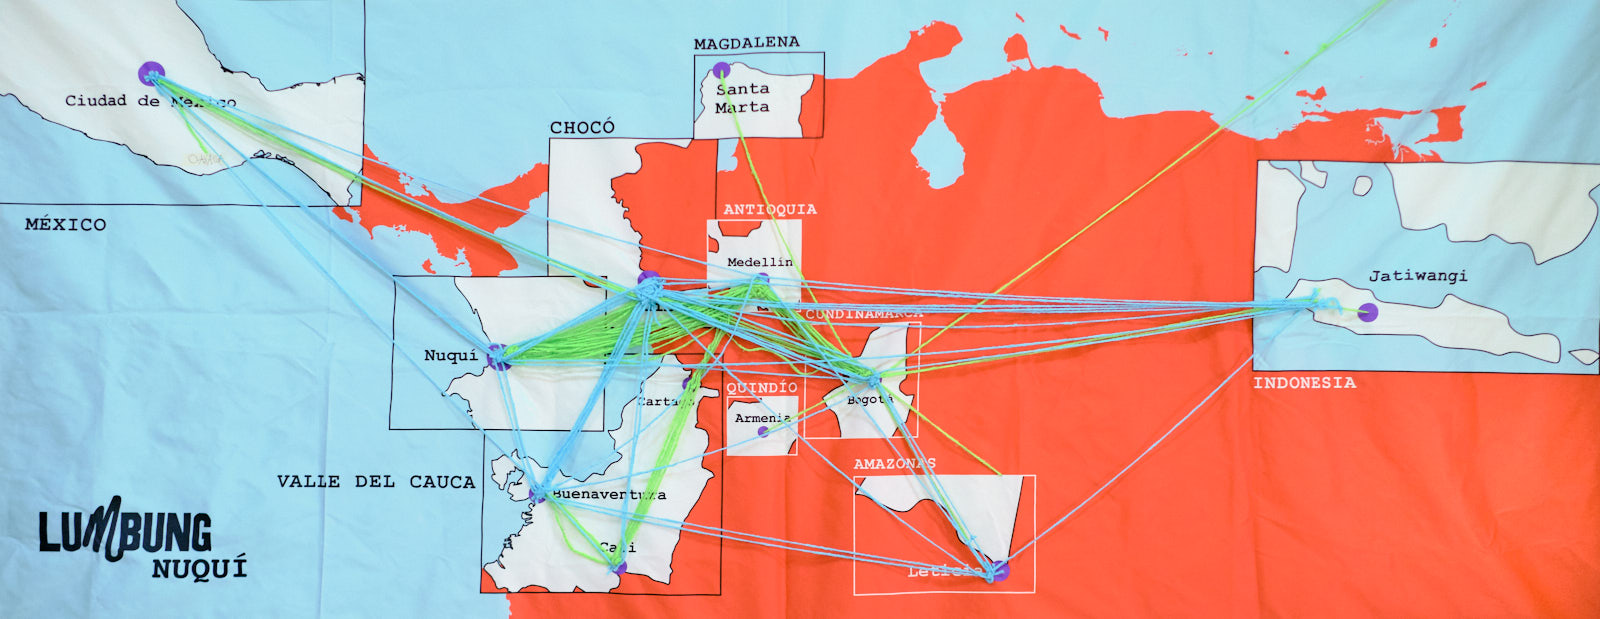 MAGDALENA
Santa
Marta
Ciudad de México
CHOCÓ
MÉXICO
ANTIOQUIA
Medellín
Jatiwangi
CUNDINAMARCA
Nuquí
INDONESIA
QUINDÍO
Cartago
Bogotá
Armenia
AMAZONAS
VALLE DEL CAUCA
Buenaventura
LUMBUNG
NUQUÍ
Cali
Leticia